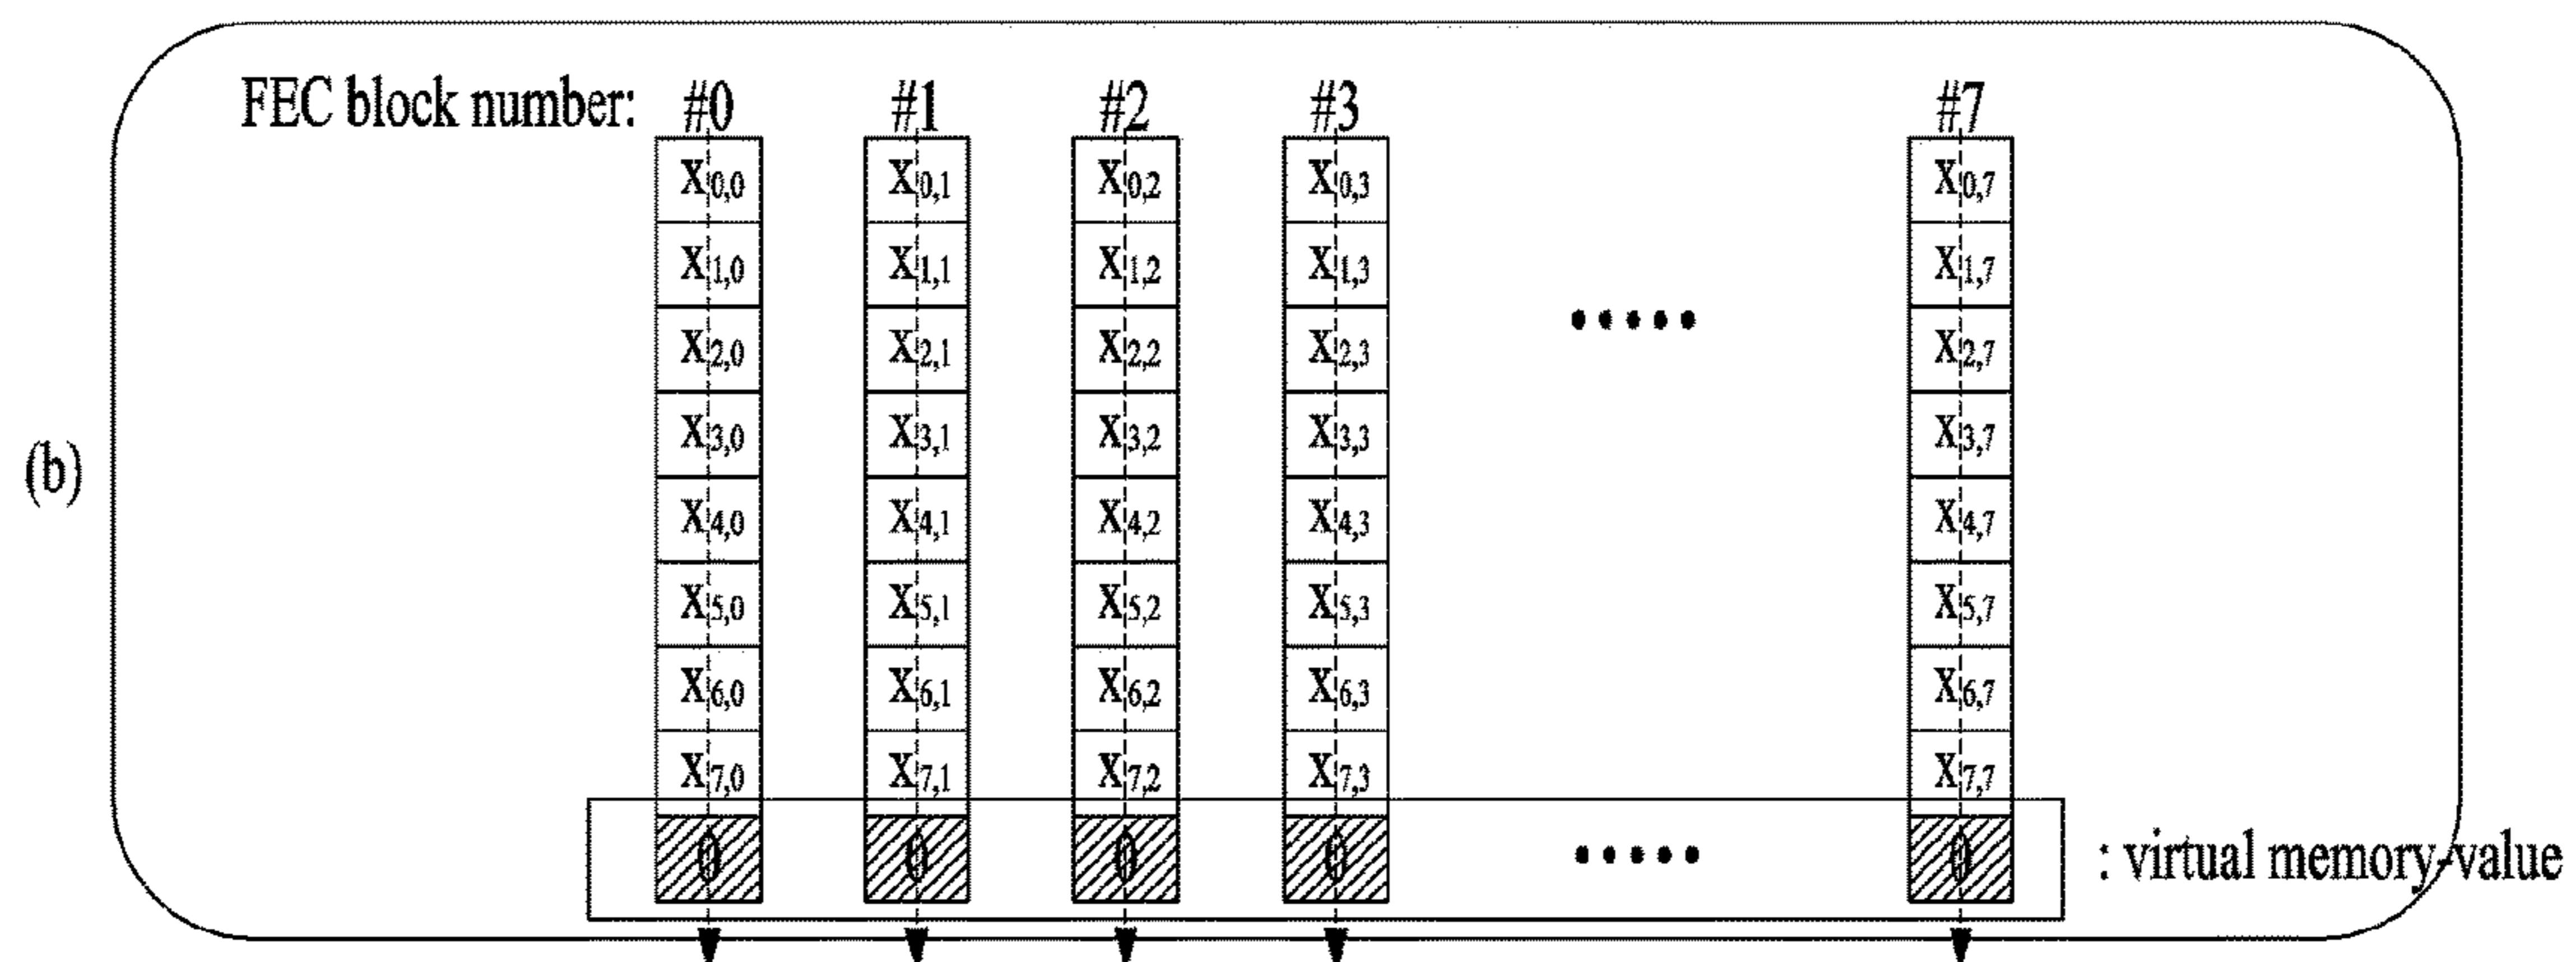 FEC block number: #0 #1 #2 #3 #7
X0,0 X0,1 X0,2 X0,3 X0,7
X1,0 X1,1 X1,2 X1,3 X1,7
X2,0 X2,1 X2,2 X2,3 ..... X2,7
X3,0 X3,1 X3,2 X3,3 X3,7
(b)
X4,0 X4,1 X4,2 X4,3 X4,7
X5,0 X5,1 X5,2 X5,3 X5,7
X6,0 X6,1 X6,2 X6,3 X6,7
X7,0 X7,1 X7,2 X7,3 X7,7
0 0 0 0 ..... 0 : virtual memory-value